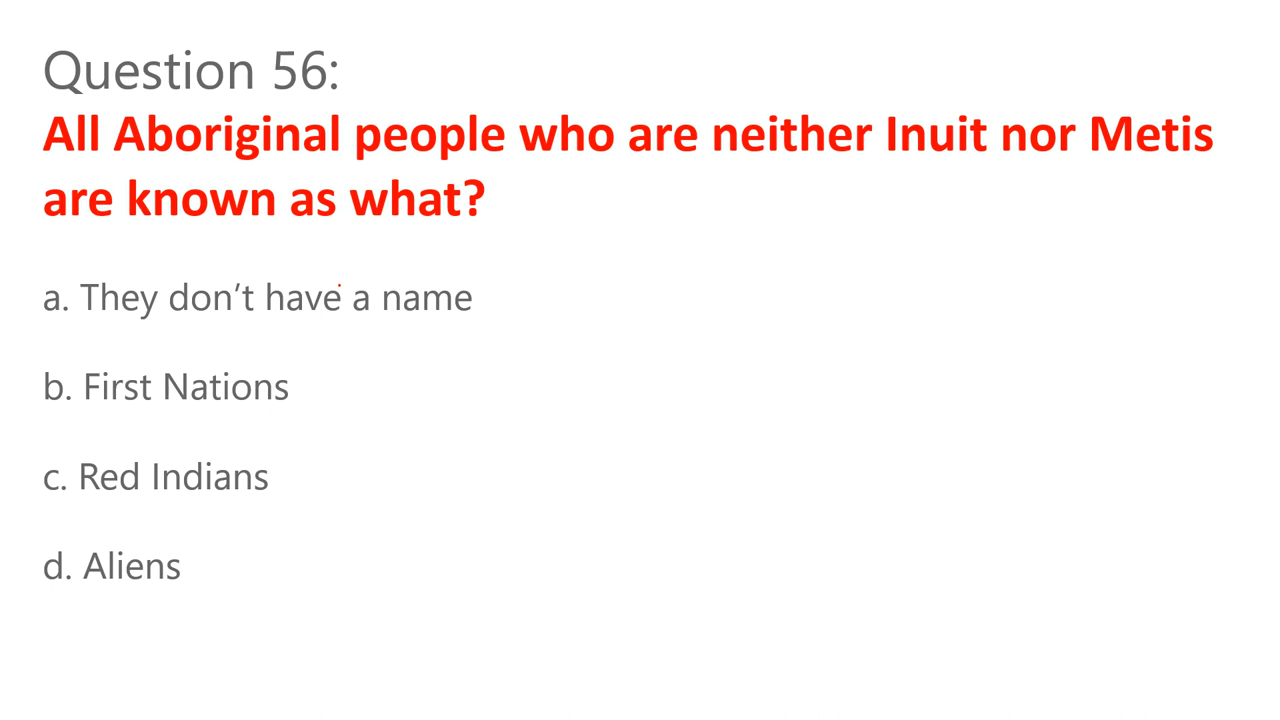 Question 56:
All Aboriginal people who are neither Inuit nor Metis
are known as what?
a. They don’t have a name
b. First Nations
c. Red Indians
d. Aliens